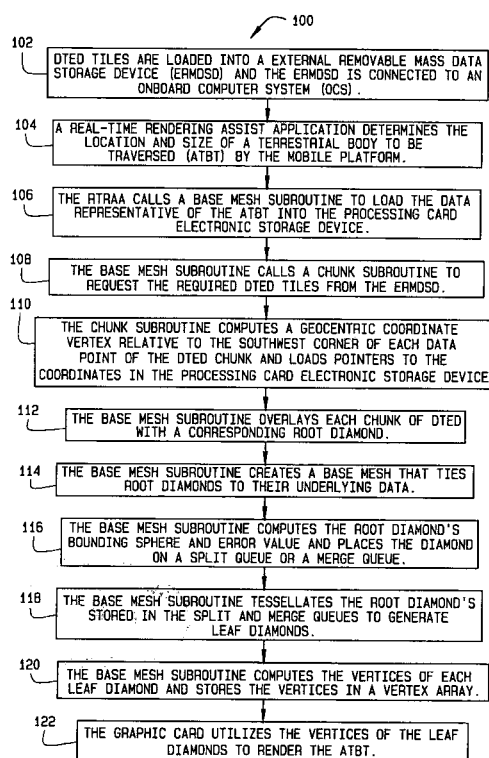 100
102
DTED TILES ARE LOADED INTO A EXTERNAL REMOVABLE MASS DATA
STORAGE DEVICE (ERMDSD) AND THE ERMDSD IS CONNECTED TO AN
ONBOARD COMPUTER SYSTEM (OCS).
104
A REAL-TIME RENDERING ASSIST APPLICATION DETERMINES THE
LOCATION AND SIZE OF A TERRESTRIAL BODY TO BE
TRAVERSED (ATBT) BY THE MOBILE PLATFORM.
106
THE RTRAA CALLS A BASE MESH SUBROUTINE TO LOAD THE DATA
REPRESENTATIVE OF THE ATBT INTO THE PROCESSING CARD
ELECTRONIC STORAGE DEVICE.
108
THE BASE MESH SUBROUTINE CALLS A CHUNK SUBROUTINE TO
REQUEST THE REQUIRED DTED TILES FROM THE ERMDSD.
110
THE CHUNK SUBROUTINE COMPUTES A GEOCENTRIC COORDINATE
VERTEX RELATIVE TO THE SOUTHWEST CORNER OF EACH DATA
POINT OF THE DTED CHUNK AND LOADS POINTERS TO THE
COORDINATES IN THE PROCESSING CARD ELECTRONIC STORAGE DEVICE
112
THE BASE MESH SUBROUTINE OVERLAYS EACH CHUNK OF DTED
WITH A CORRESPONDING ROOT DIAMOND.
114
THE BASE MESH SUBROUTINE CREATES A BASE MESH THAT TIES
ROOT DIAMONDS TO THEIR UNDERLYING DATA.
116
THE BASE MESH SUBROUTINE COMPUTES THE ROOT DIAMOND'S
BOUNDING SPHERE AND ERROR VALUE AND PLACES THE DIAMOND
ON A SPLIT QUEUE OR A MERGE QUEUE.
118
THE BASE MESH SUBROUTINE TESSELLATES THE ROOT DIAMOND'S
STORED IN THE SPLIT AND MERGE QUEUES TO GENERATE
LEAF DIAMONDS.
120
THE BASE MESH SUBROUTINE COMPUTES THE VERTICES OF EACH
LEAF DIAMOND AND STORES THE VERTICES IN A VERTEX ARRAY.
122
THE GRAPHIC CARD UTILIZES THE VERTICES OF THE LEAF
DIAMONDS TO RENDER THE ATBT.